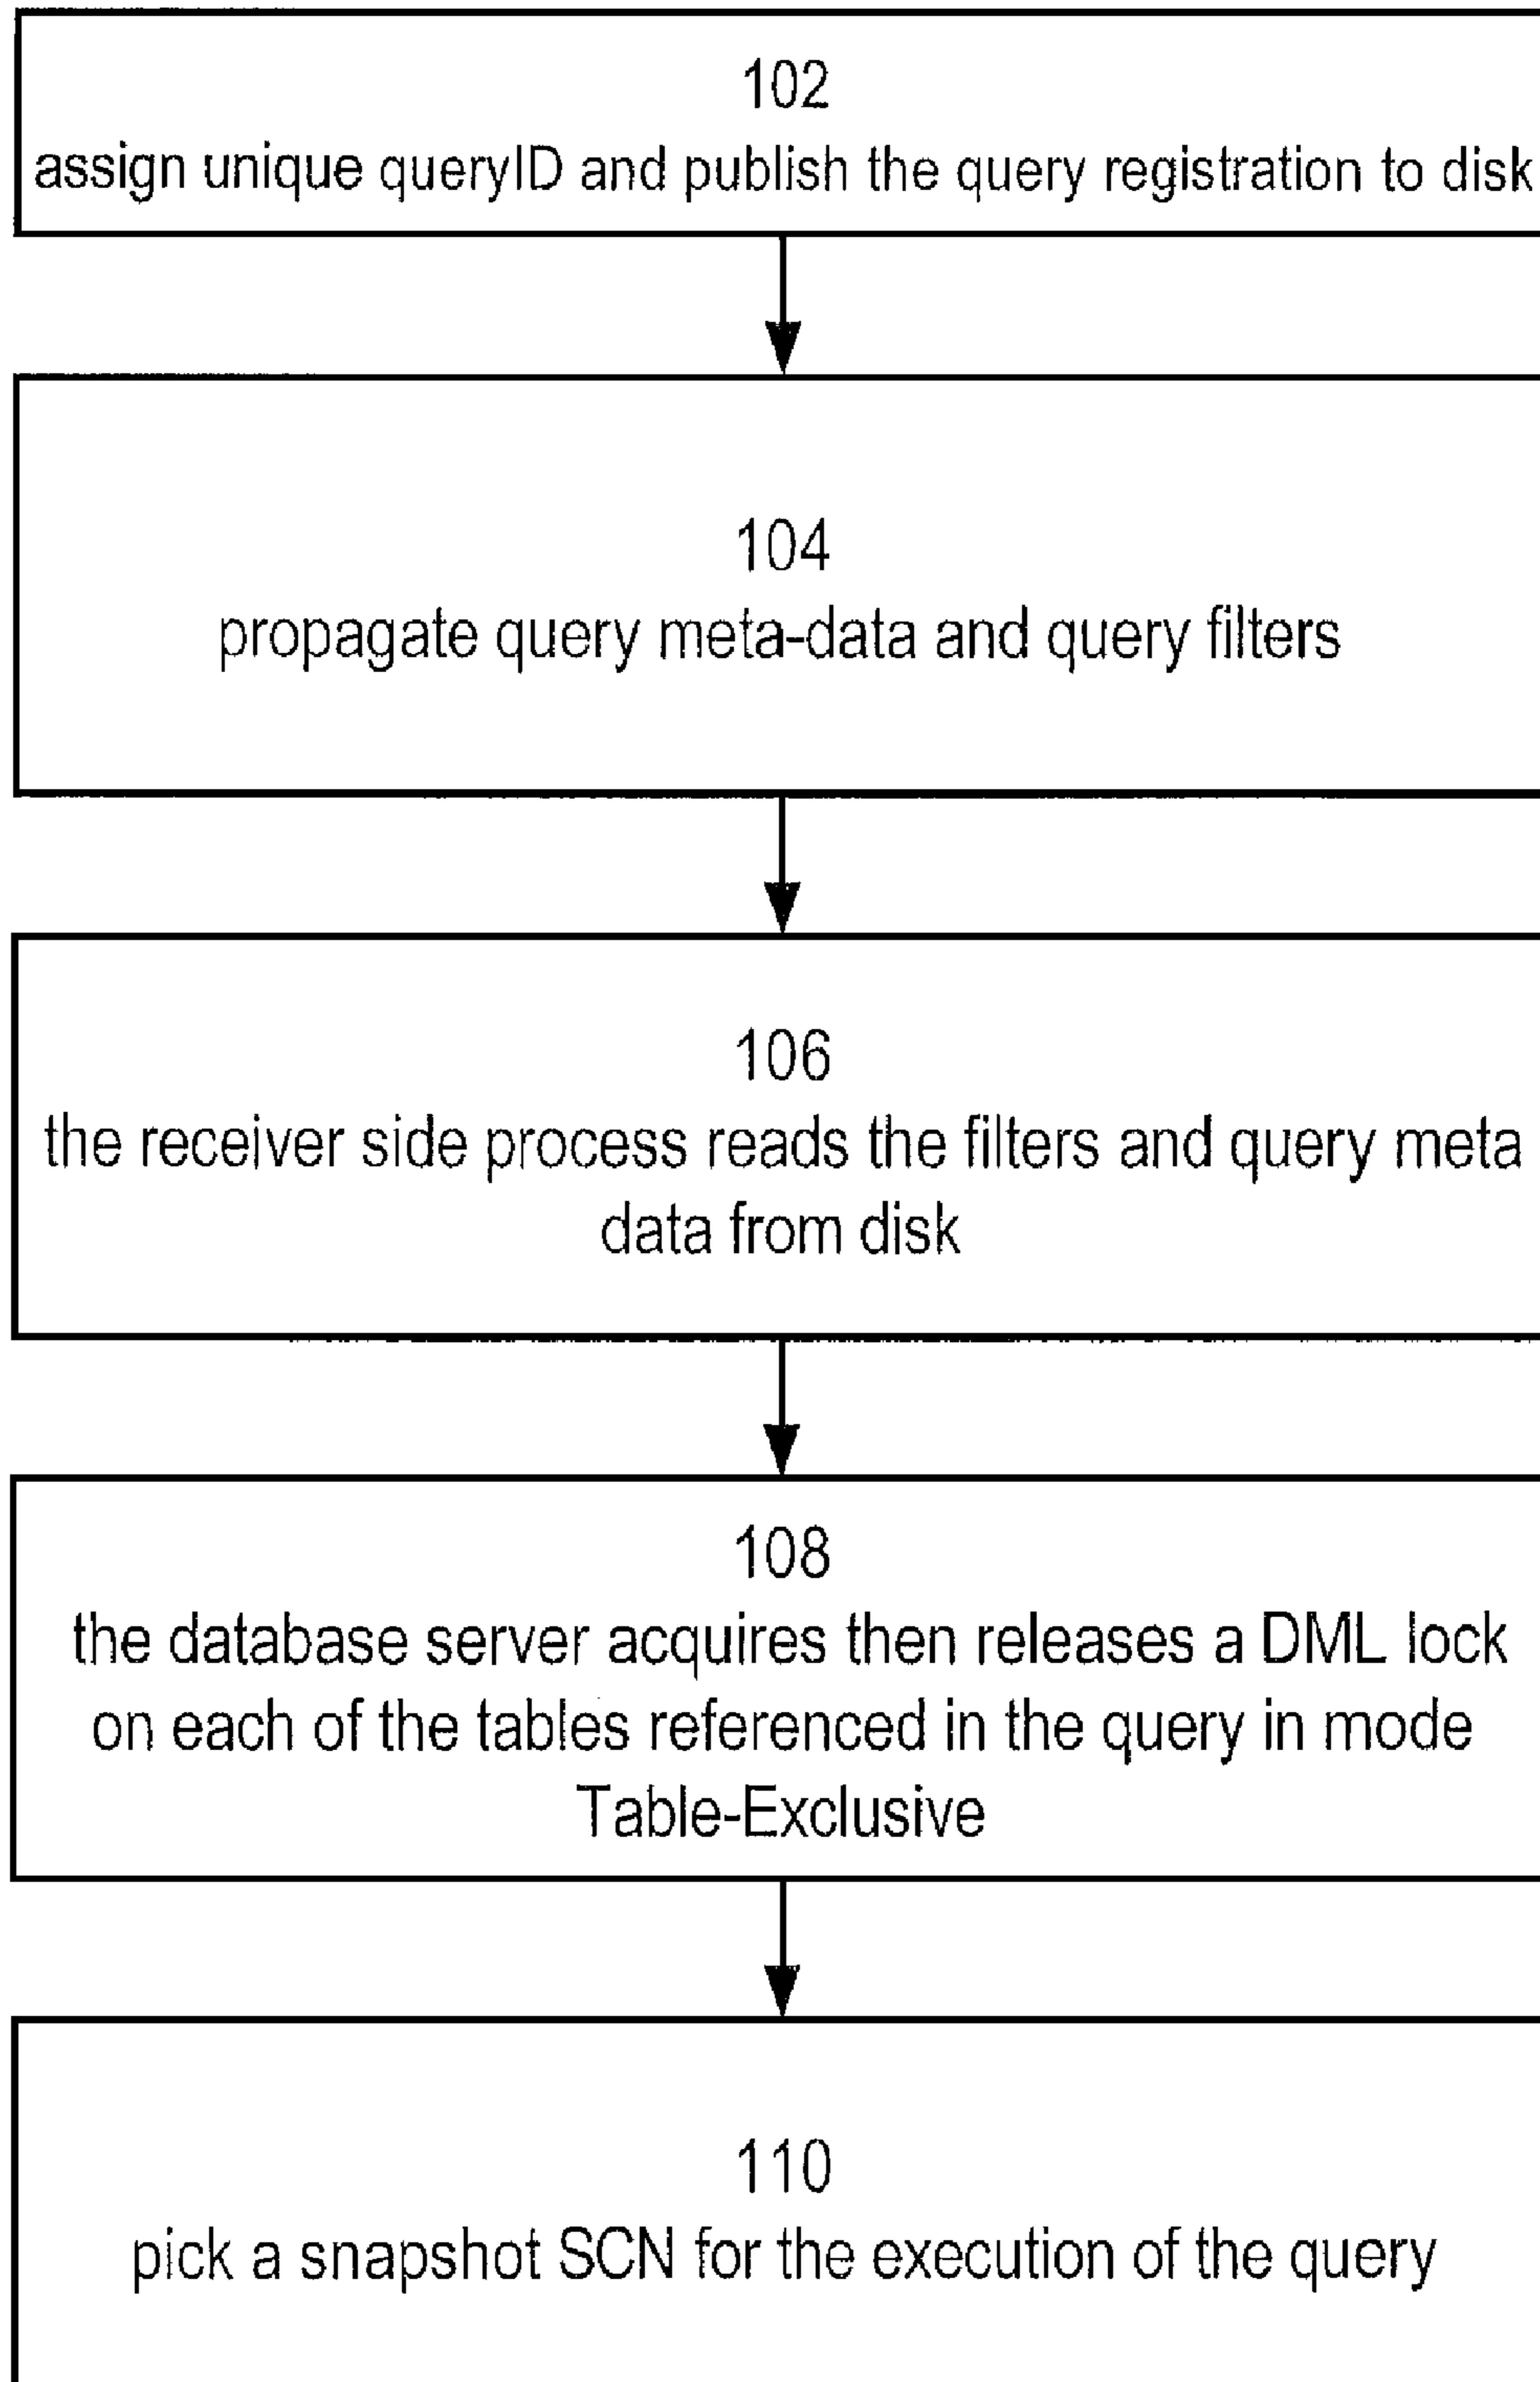 102
assign unique queryID and publish the query registration to disk
104
propagate query meta-data and query filters
106
the receiver side process reads the filters and query meta
data from disk
108
the database server acquires then releases a DML lock
on each of the tables referenced in the query in mode
Table-Exclusive
110
pick a snapshot SCN for the execution of the query